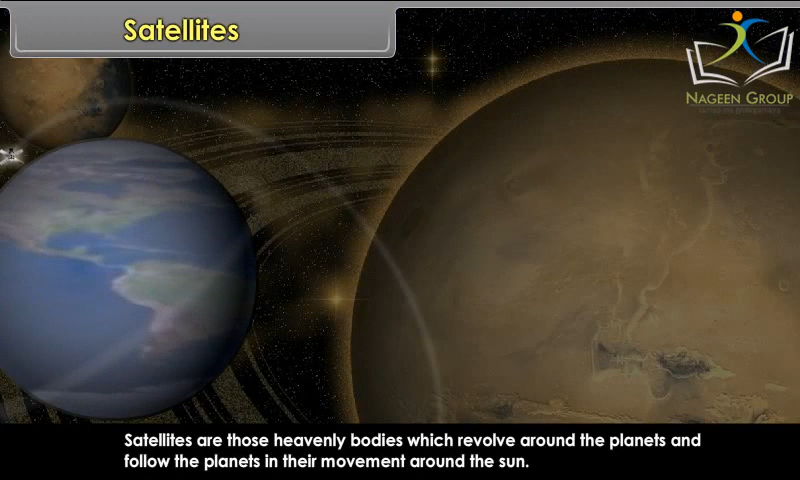 Satellites
NAGEEN GROUP
Satellites are those heavenly bodies which revolve around the planets and
follow the planets in their movement around the sun.